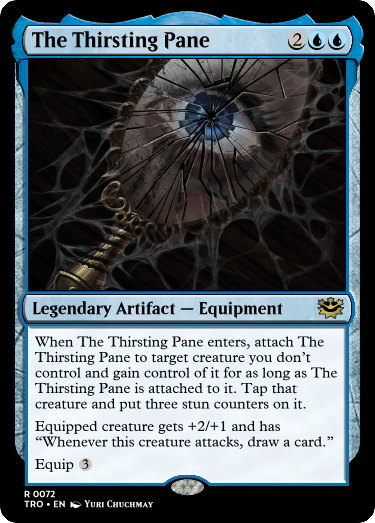 The Thirsting Pane 2
Legendary Artifact — Equipment
When The Thirsting Pane enters, attach The
Thirsting Pane to target creature you don't
control and gain control of it for as long as The
Thirsting Pane is attached to it. Tap that
creature and put three stun counters on it.
Equipped creature gets +2/+1 and has
“Whenever this creature attacks, draw a card.”
Equip 3
R 0072
TRO • EN Yuri Chuchmay